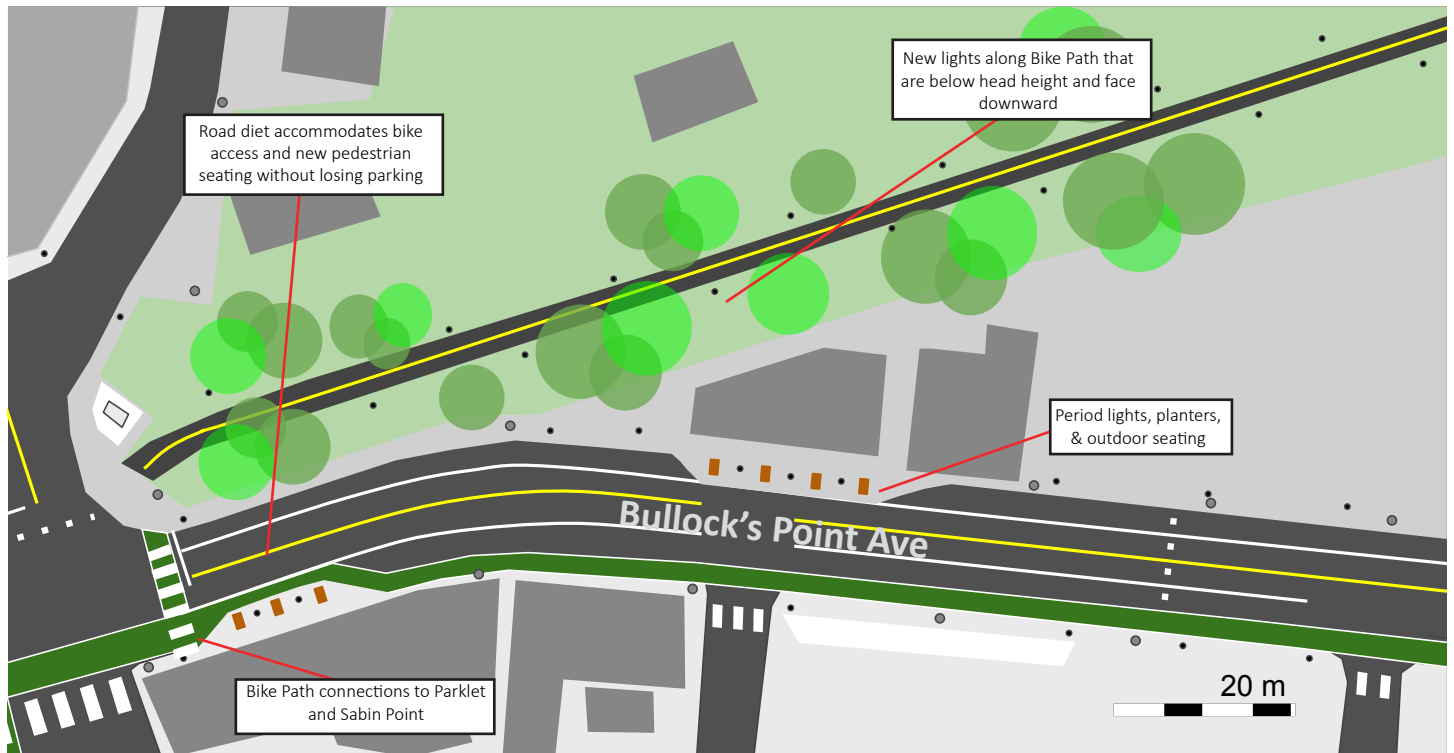 New lights along Bike Path that
are below head height and face
downward
Road diet accommodates bike
access and new pedestrian
seating without losing parking
Period lights, planters,
& outdoor seating
Bullock's Point Ave
Bike Path connections to Parklet
and Sabin Point
20 m